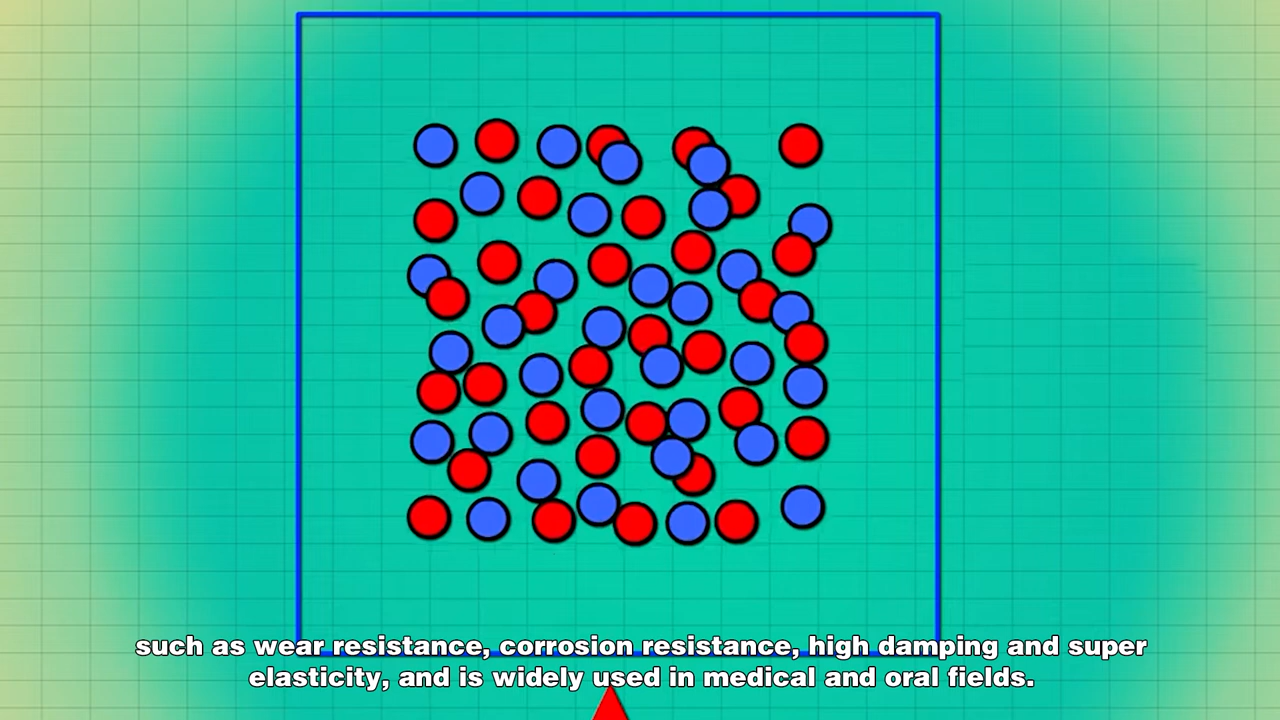 such as wear resistance, corrosion resistance, high damping and super
elasticity, and is widely used in medical and oral fields.